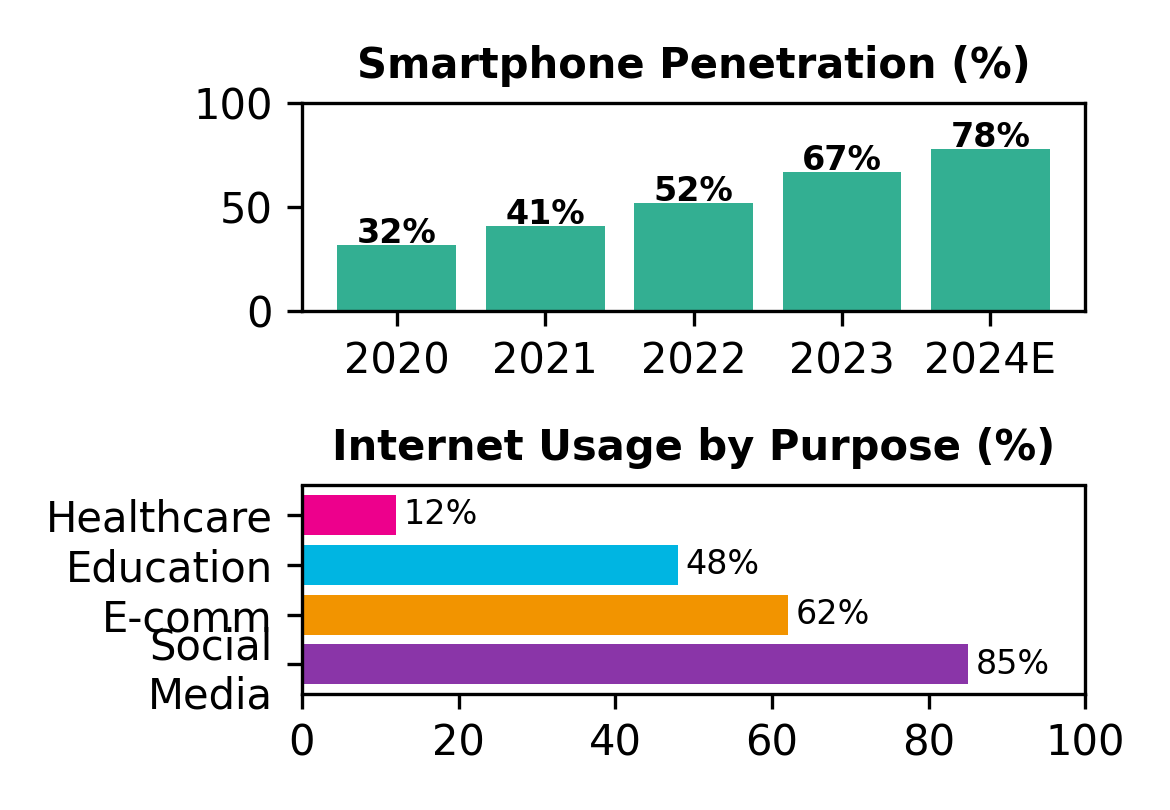 Smartphone Penetration (%)
100
50
0
32%
41%
52%
67%
78%
2020 2021 2022 2023 2024E
Internet Usage by Purpose (%)
Healthcare 12%
Education 48%
E-comm 62%
Social
Media 85%
0 20 40 60 80 100